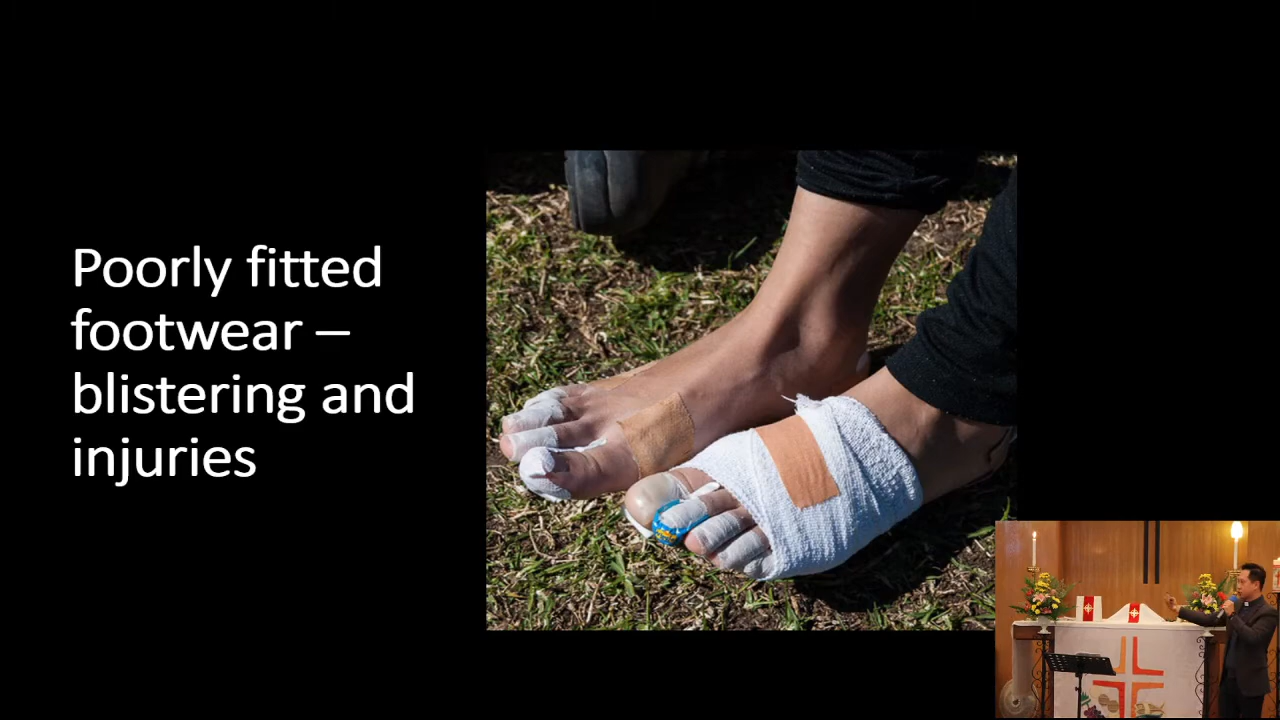 Poorly fitted
footwear –
blistering and
injuries